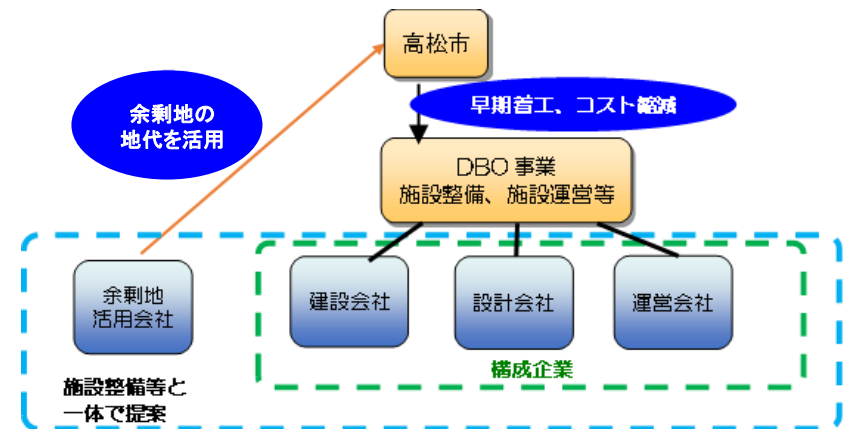 高松市
余剰地の
地代を活用
早期着工、コスト縮減
DBO 事業
施設整備、施設運営等
余剰地
活用会社
建設会社
設計会社
運営会社
構成企業
施設整備等と
一体で提案